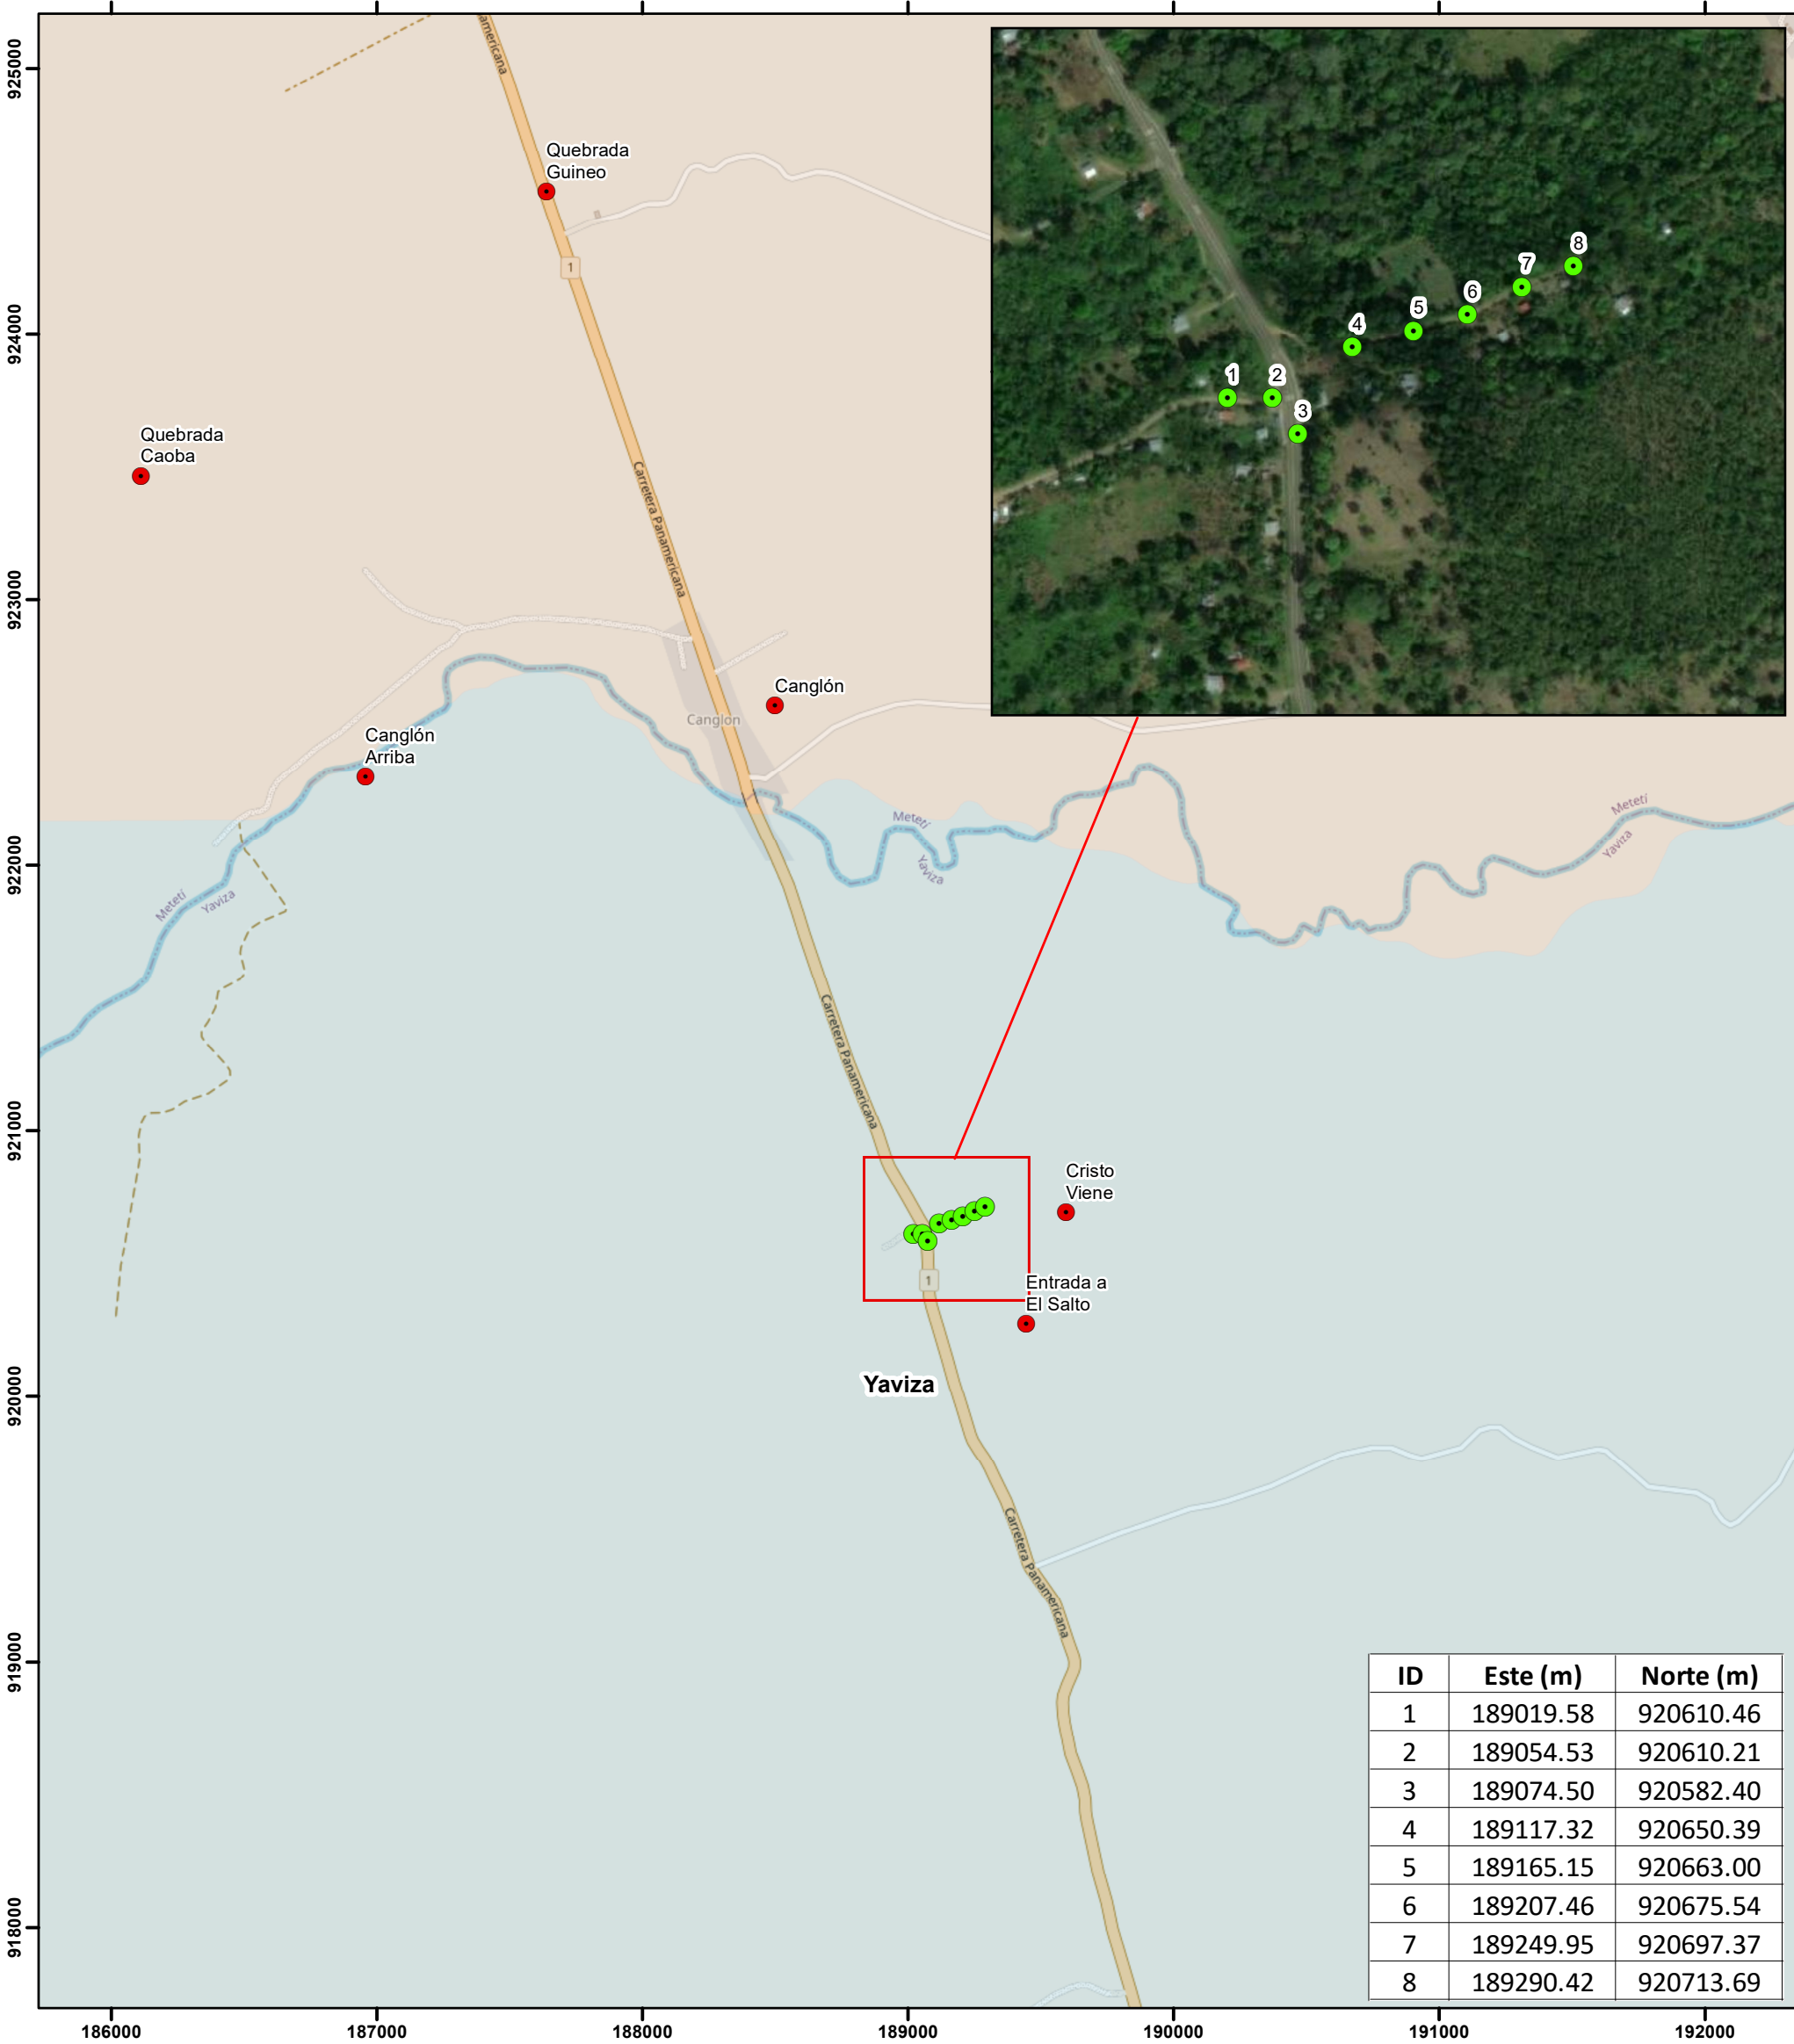 americana
Quebrada
Guineo
1
Quebrada
Caoba
Carretera Panamericana
Canglón
Canglon
Canglón
Arriba
Metetí
Yaviza
Metetí
Yaviza
Metetí
Yaviza
Carretera Panamericana
Cristo
Viene
1
Entrada a
El Salto
Yaviza
Carretera Panamericana
1
2
3
4
5
6
7
8
ID Este (m) Norte (m)
1 189019.58 920610.46
2 189054.53 920610.21
3 189074.50 920582.40
4 189117.32 920650.39
5 189165.15 920663.00
6 189207.46 920675.54
7 189249.95 920697.37
8 189290.42 920713.69
925000
924000
923000
922000
921000
920000
919000
918000
186000 187000 188000 189000 190000 191000 192000